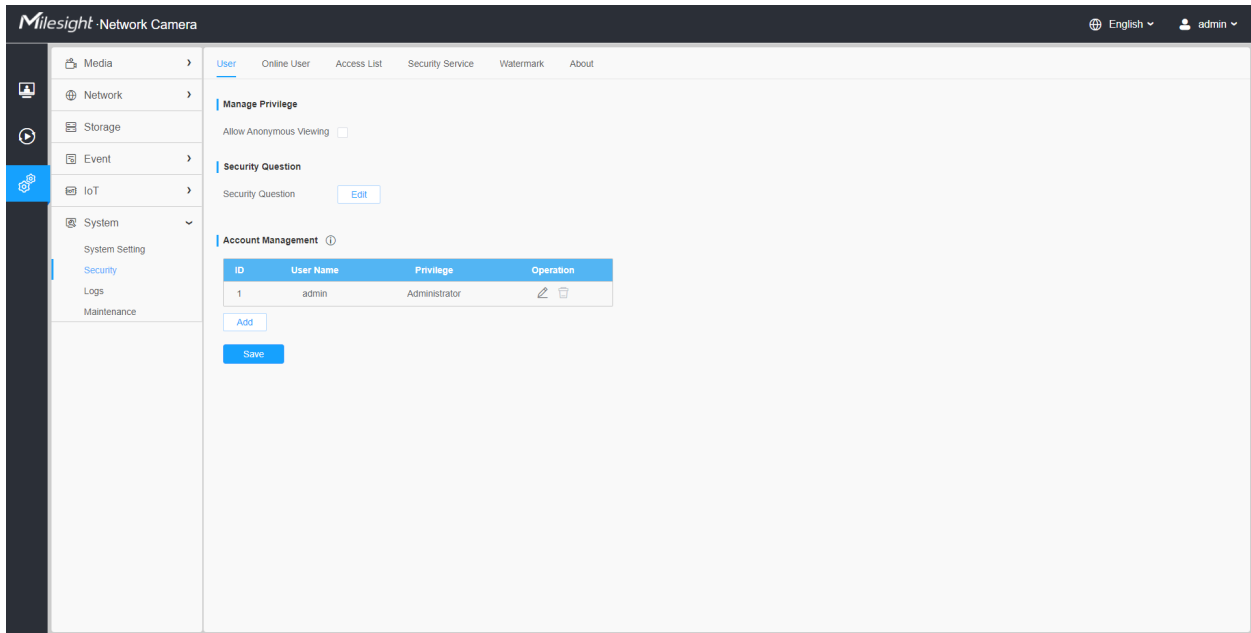 Milesight · Network Camera
English
admin
Media
Network
Storage
Event
IoT
System
System Setting
Security
Logs
Maintenance
User Online User Access List Security Service Watermark About
Manage Privilege
Allow Anonymous Viewing
Security Question
Security Question Edit
Account Management
ID User Name Privilege Operation
1 admin Administrator
Add
Save